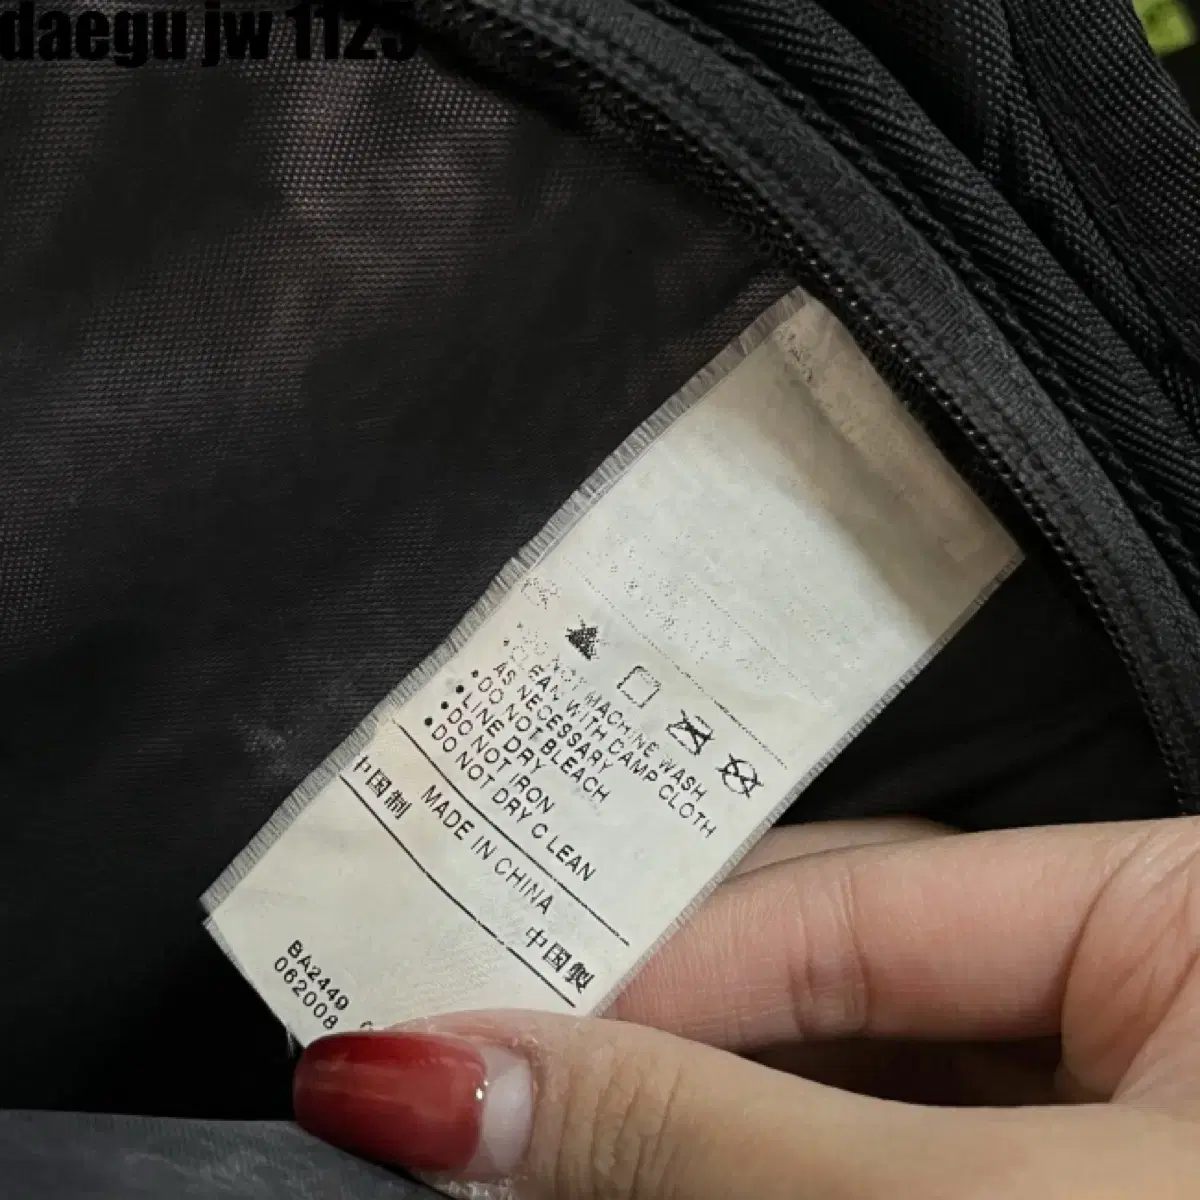 daegu jw 1125
DO NOT MACHINE WASH
CLEAN WITH DAMP CLOTH
AS NECESSARY
DO NOT BLEACH
LINE DRY
DO NOT IRON
DO NOT DRY CLEAN
MADE IN CHINA
中国制
中国製
BA2449
062008